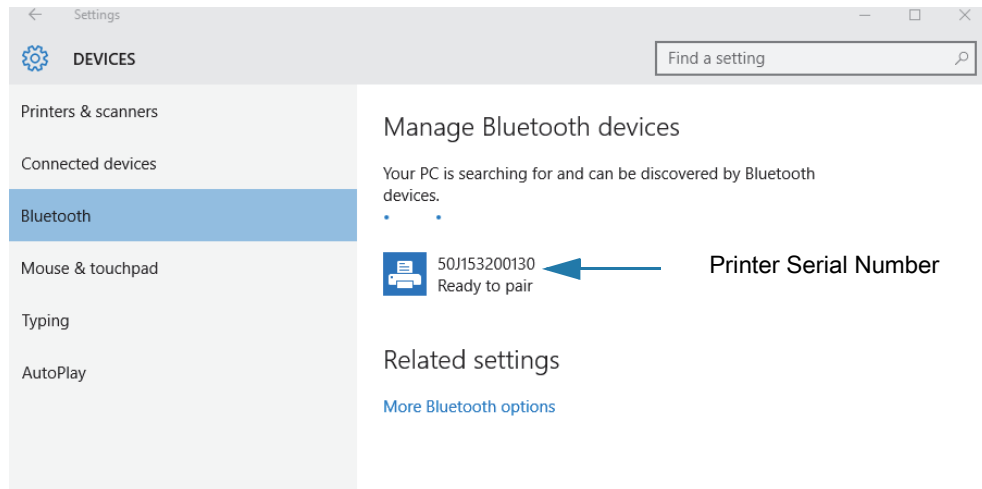 Settings
DEVICES
Find a setting
Printers & scanners
Connected devices
Bluetooth
Mouse & touchpad
Typing
AutoPlay
Manage Bluetooth devices
Your PC is searching for and can be discovered by Bluetooth
devices.
50J153200130
Ready to pair
Printer Serial Number
Related settings
More Bluetooth options